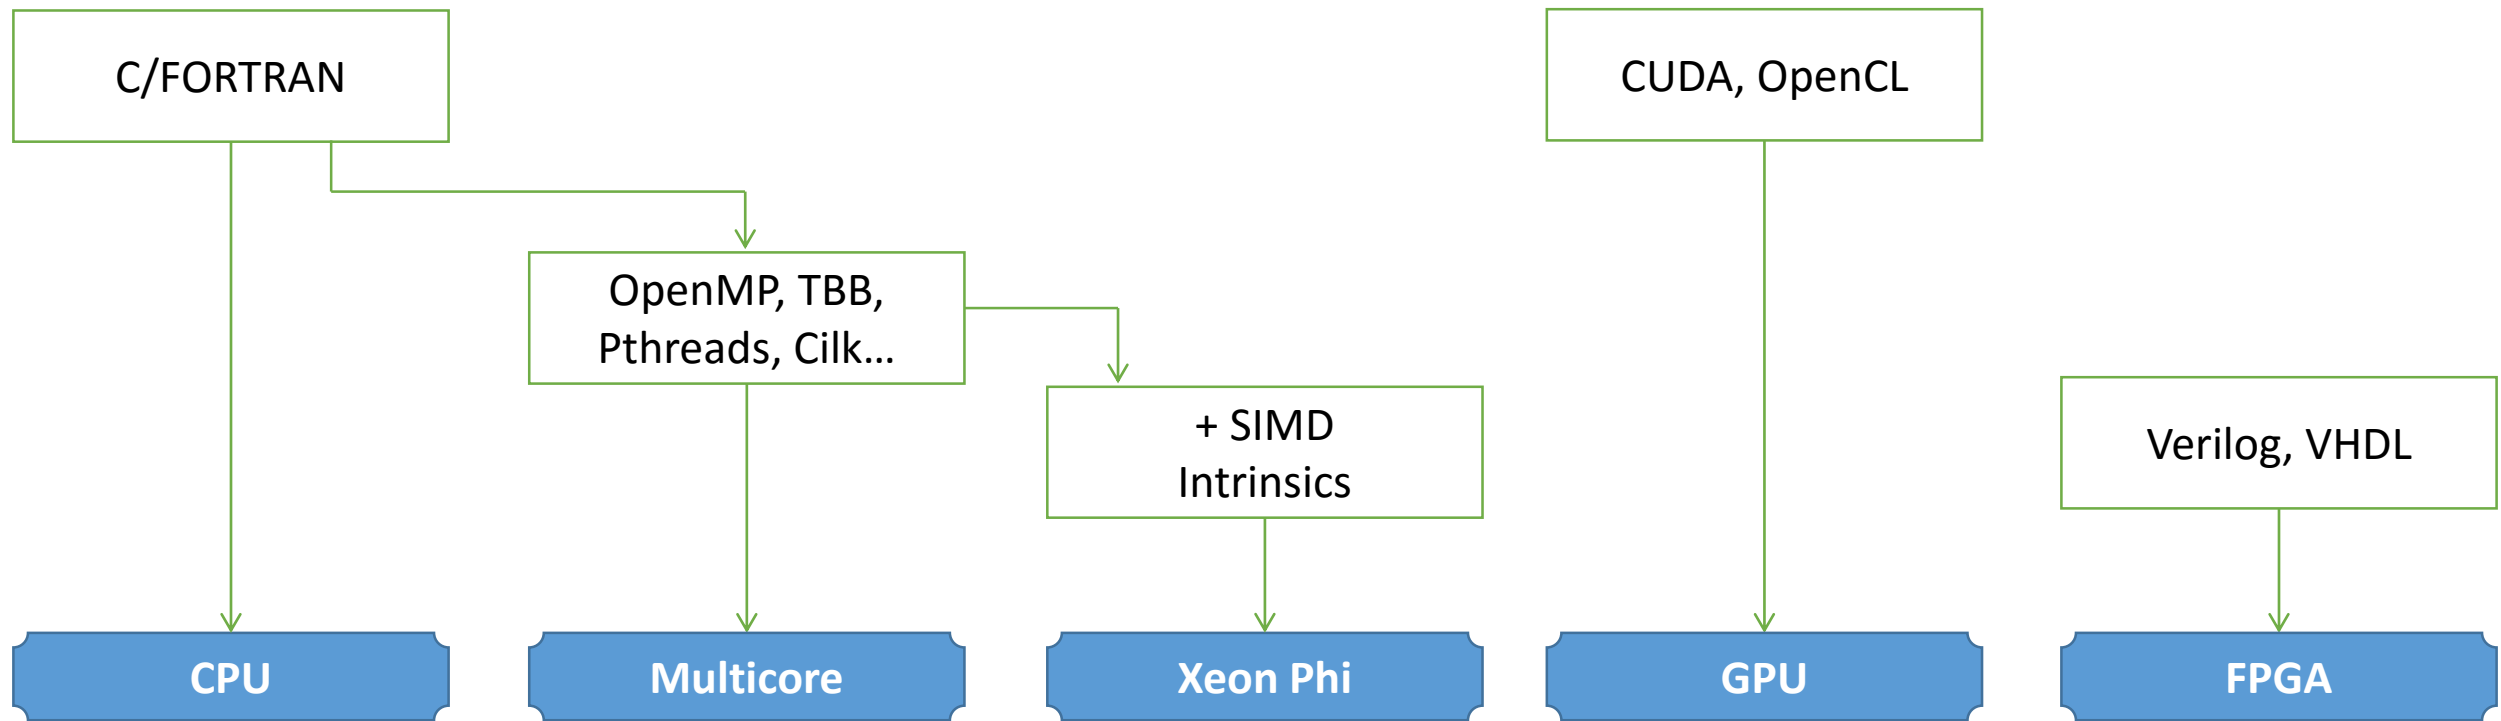 C/FORTRAN
CUDA, OpenCL
OpenMP, TBB,
Pthreads, Cilk...
+ SIMD
Intrinsics
Verilog, VHDL
CPU
Multicore
Xeon Phi
GPU
FPGA